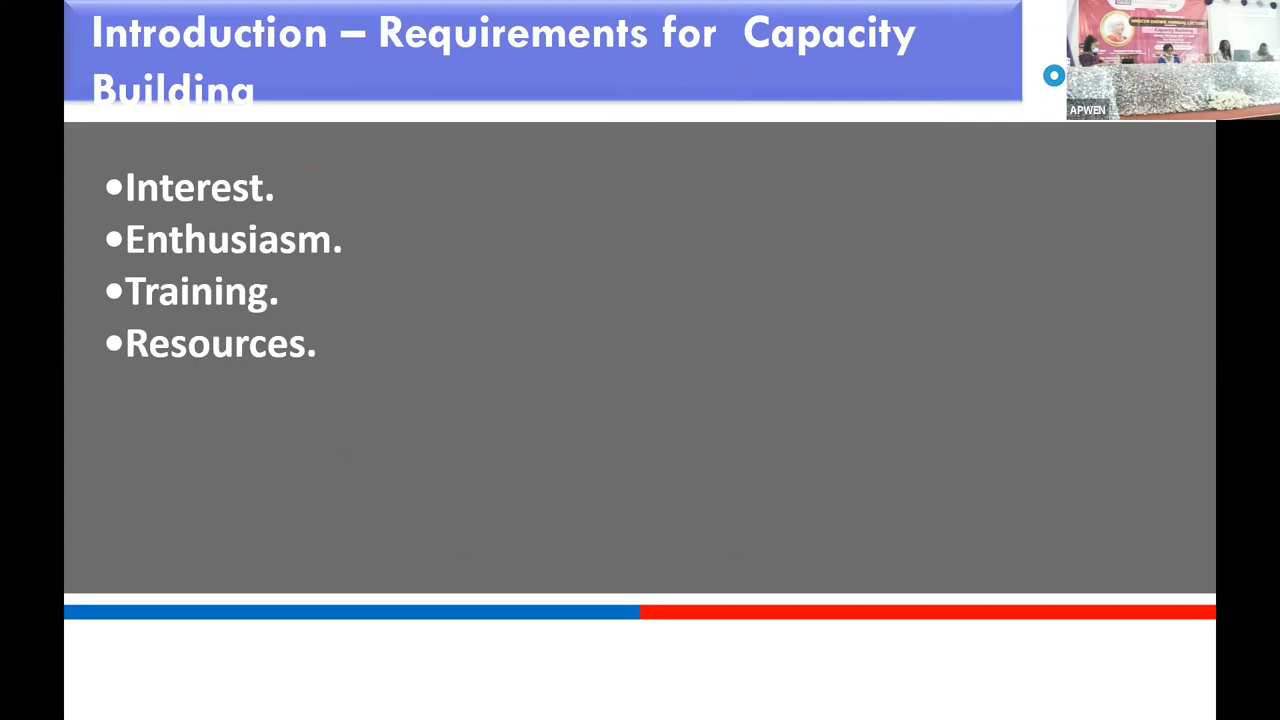 Introduction – Requirements for Capacity
Building
APWEN
•Interest.
•Enthusiasm.
•Training.
•Resources.